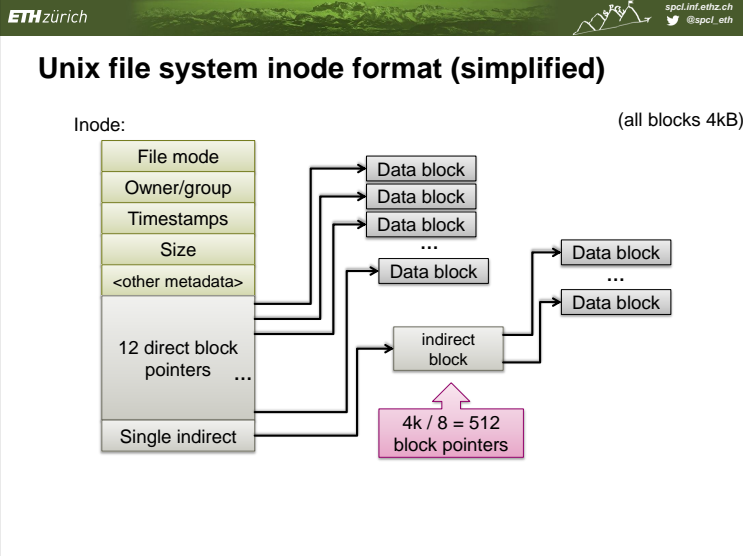 ETH zürich
spcl.inf.ethz.ch
@spcl_eth
Unix file system inode format (simplified)
Inode:
(all blocks 4kB)
File mode
Owner/group
Timestamps
Size
<other metadata>
12 direct block
pointers ...
Single indirect
Data block
Data block
Data block
...
Data block
indirect
block
4k / 8 = 512
block pointers
Data block
...
Data block